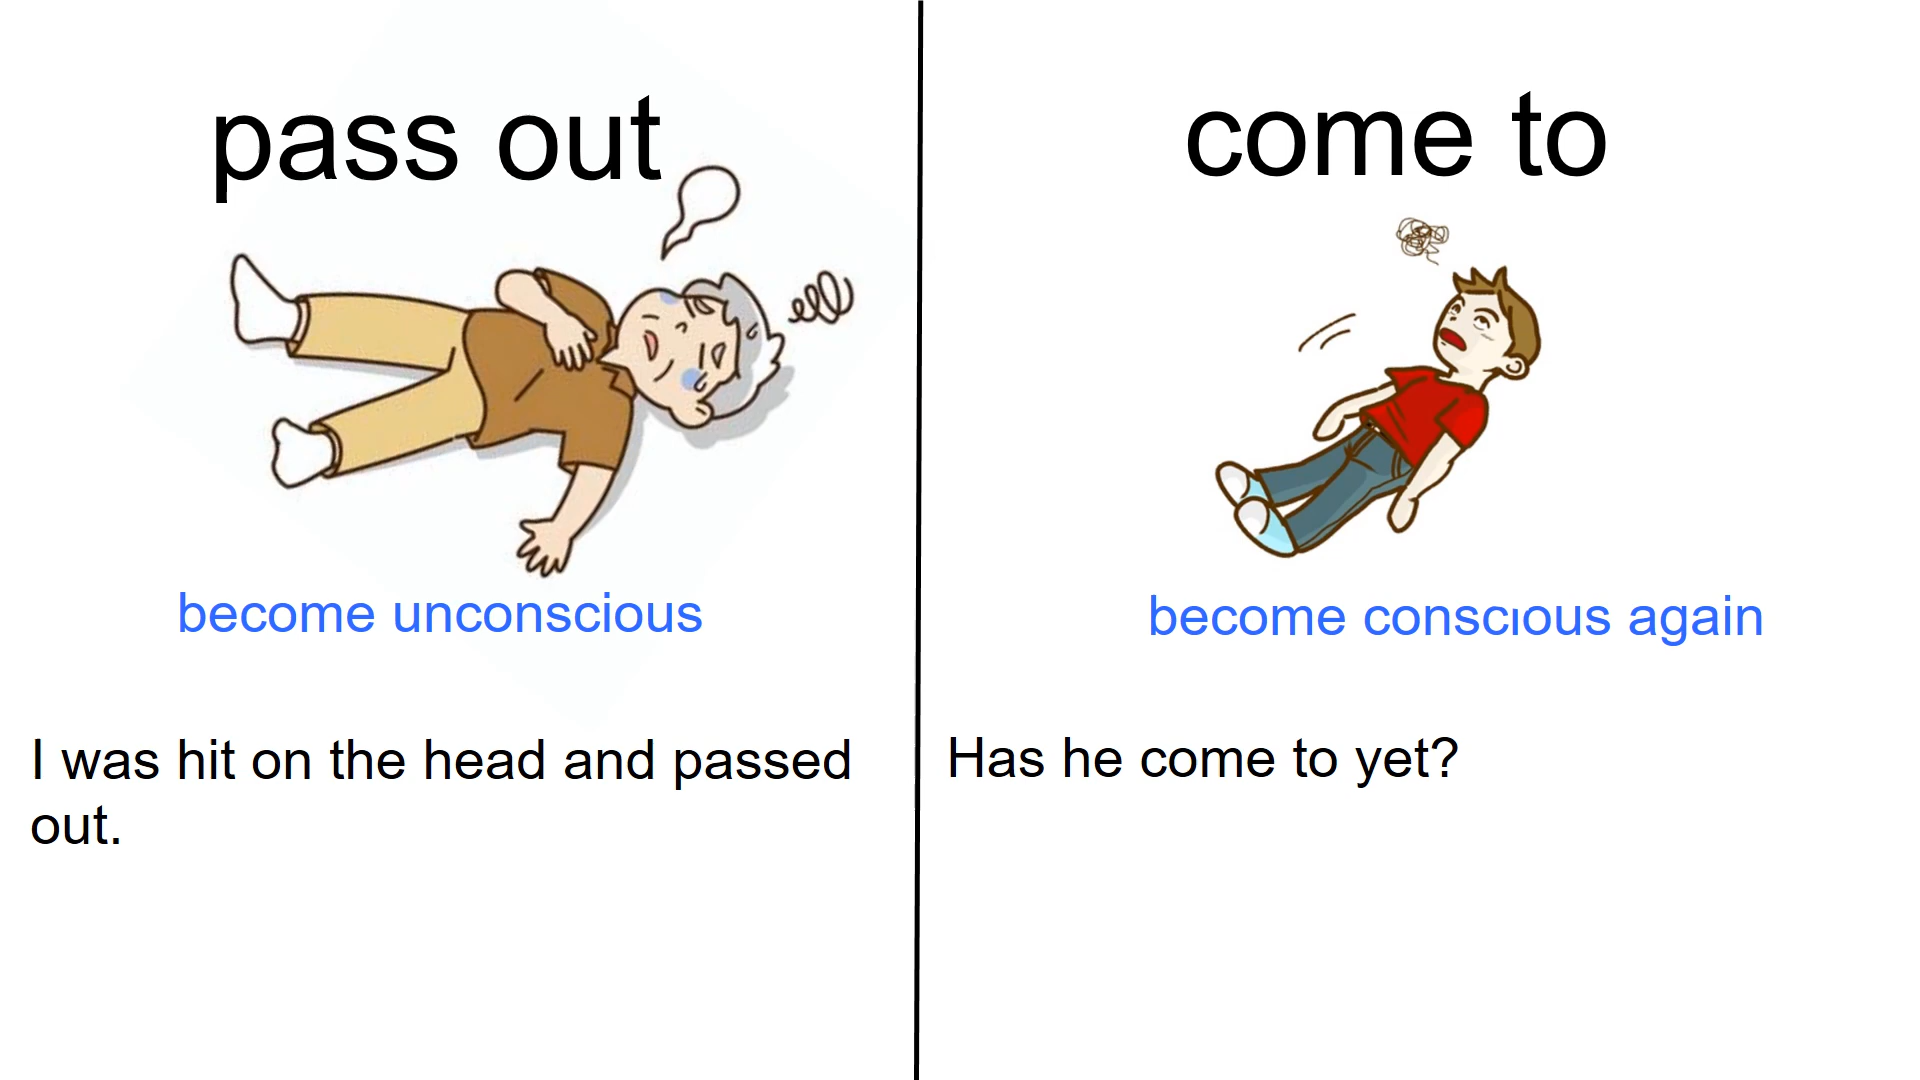 pass out
become unconscious
I was hit on the head and passed
out.
come to
become conscıous again
Has he come to yet?